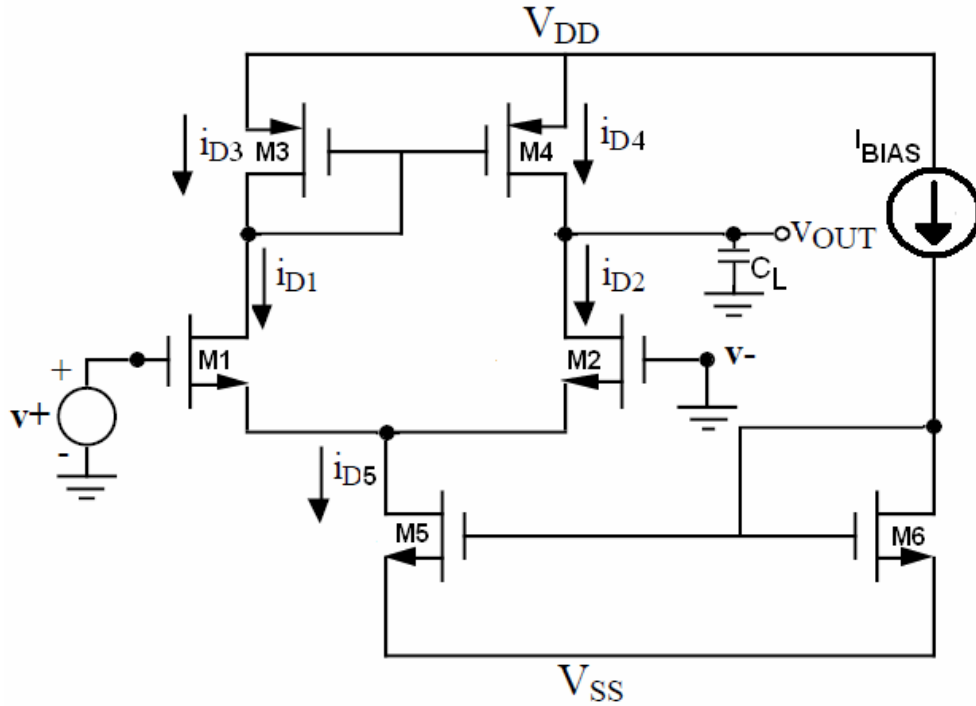 VDD
iD3
M3
M4
iD4
IBIAS
vOUT
CL
iD1
iD2
M1
M2
v-
+
v+
-
iD5
M5
M6
VSS